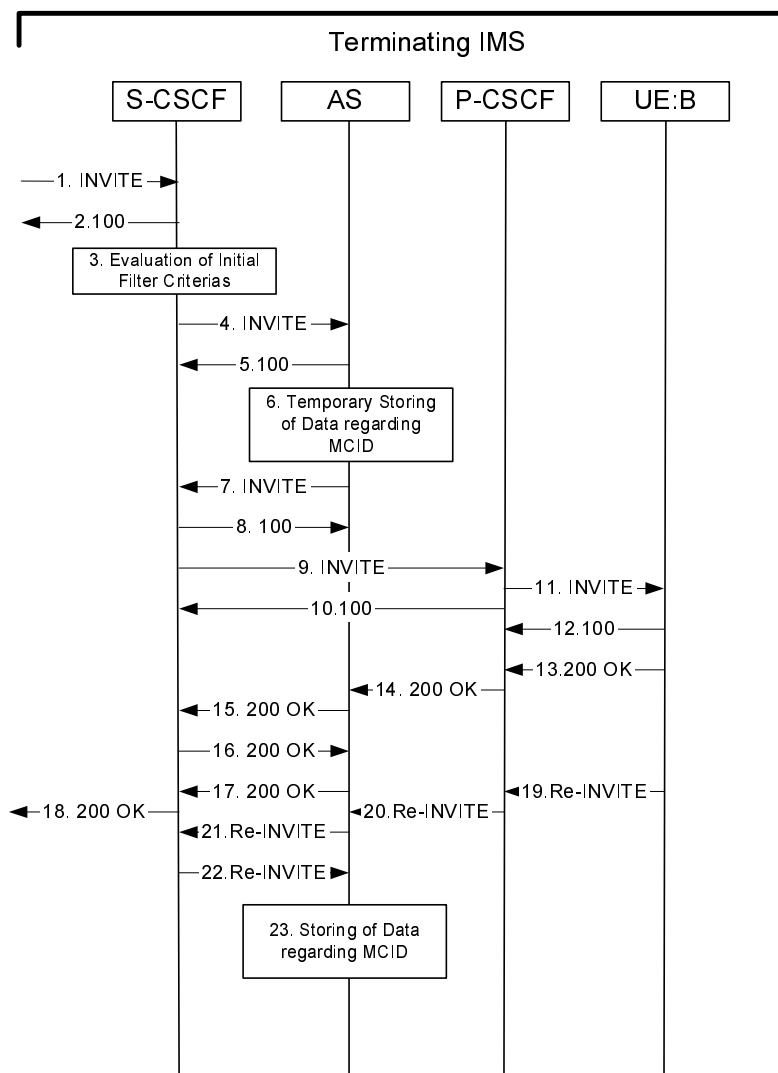 Terminating IMS
S-CSCF
AS
P-CSCF
UE:B
1. INVITE
2.100
3. Evaluation of Initial
Filter Criterias
4. INVITE
5.100
6. Temporary Storing
of Data regarding
MCID
7. INVITE
8. 100
9. INVITE
11. INVITE
10.100
12.100
13.200 OK
14. 200 OK
15. 200 OK
16. 200 OK
17. 200 OK
19.Re-INVITE
18. 200 OK
20.Re-INVITE
21.Re-INVITE
22.Re-INVITE
23. Storing of Data
regarding MCID